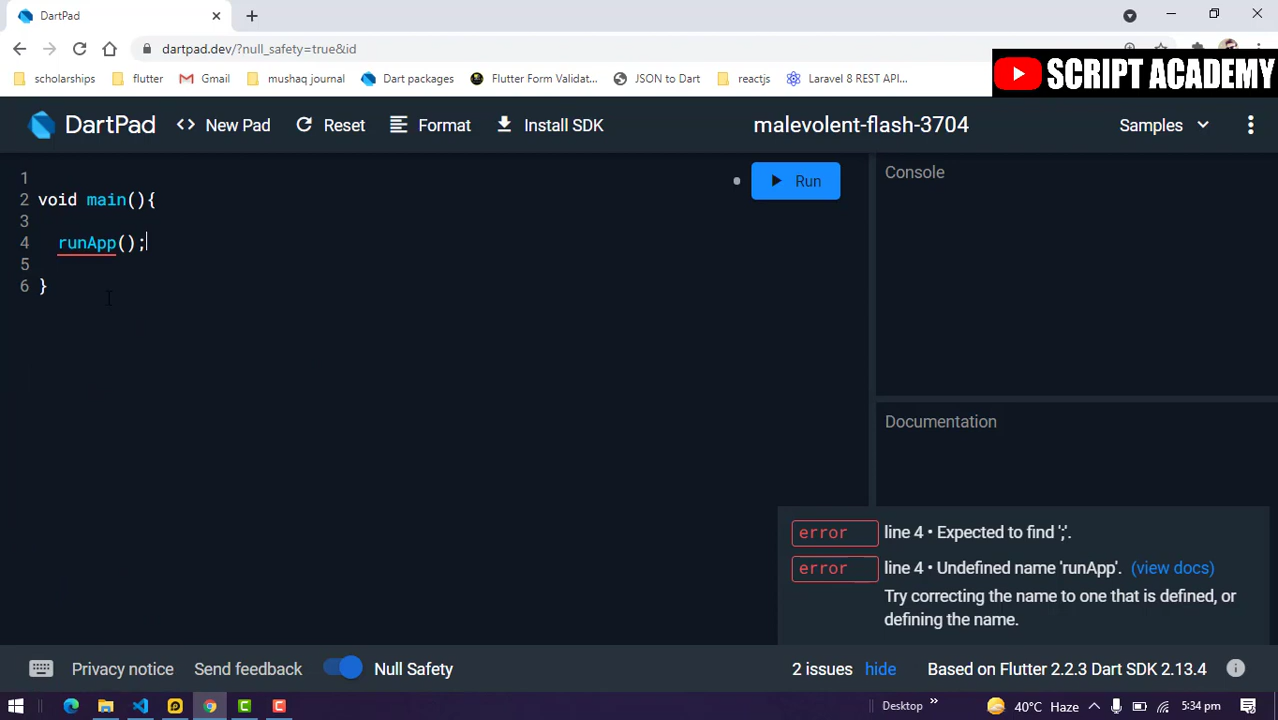 DartPad
dartpad.dev/?null_safety=true&id
scholarships
flutter
Gmail
mushaq journal
Dart packages
Flutter Form Validat...
JSON to Dart
reactjs
Laravel 8 REST API...
SCRIPT ACADEMY
DartPad
<> New Pad
Reset
Format
Install SDK
malevolent-flash-3704
Samples
1
2 void main(){
3
4 runApp();
5
6 }
Run
Console
Documentation
error line 4 • Expected to find ';'.
error line 4 • Undefined name 'runApp'. (view docs)
Try correcting the name to one that is defined, or
defining the name.
Privacy notice
Send feedback
Null Safety
2 issues
hide
Based on Flutter 2.2.3 Dart SDK 2.13.4
Desktop
40°C Haze
5:34 pm